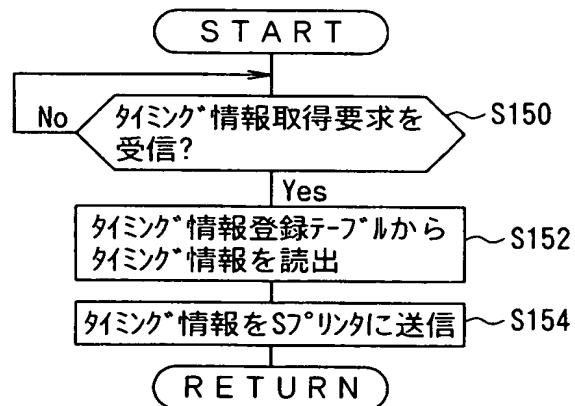 START
No
タイミング情報取得要求を
受信?
S150
Yes
タイミング情報登録テーブルから
タイミング情報を読出
S152
タイミング情報をSプリンタに送信
S154
RETURN